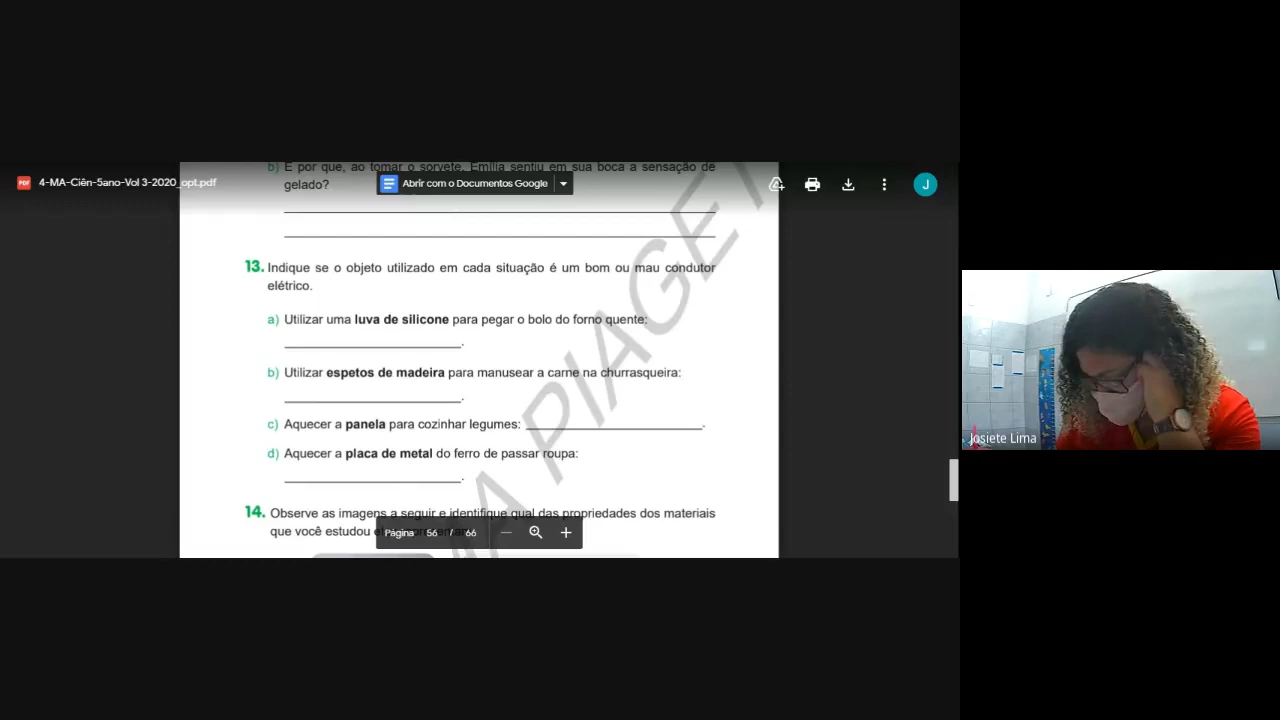 b) E por que, ao tomar o sorvete, Emília sentiu em sua boca a sensação de
4-MA-Ciên-5ano-Vol 3-2020_opt.pdf
gelado?
Abrir com o Documentos Google
J
13. Indique se o objeto utilizado em cada situação é um bom ou mau condutor
elétrico.
a) Utilizar uma luva de silicone para pegar o bolo do forno quente:
b) Utilizar espetos de madeira para manusear a carne na churrasqueira:
c) Aquecer a panela para cozinhar legumes:
d) Aquecer a placa de metal do ferro de passar roupa:
14. Observe as imagens a seguir e identifique qual das propriedades dos materiais
que você estudou
Página 56 / 66
PIAGET
Josiete Lima